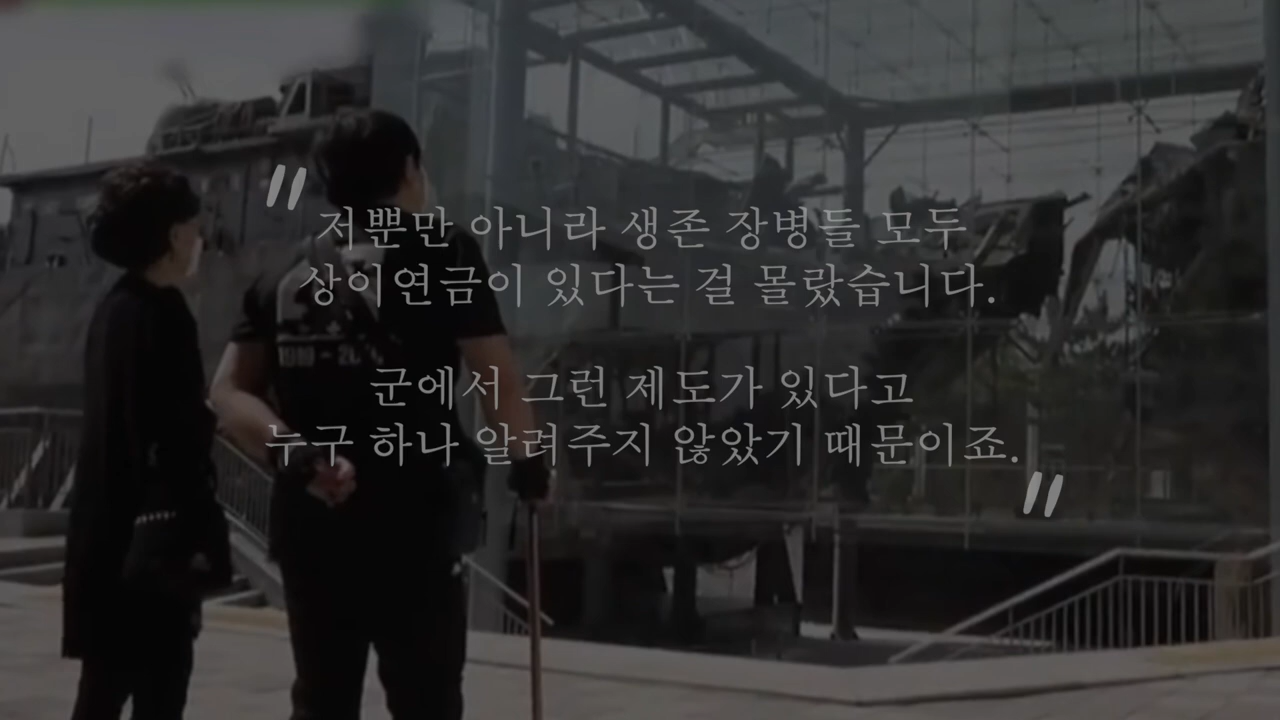 "
저뿐만 아니라 생존 장병들 모두
상이연금이 있다는 걸 몰랐습니다.
군에서 그런 제도가 있다고
누구 하나 알려주지 않았기 때문이죠.
"